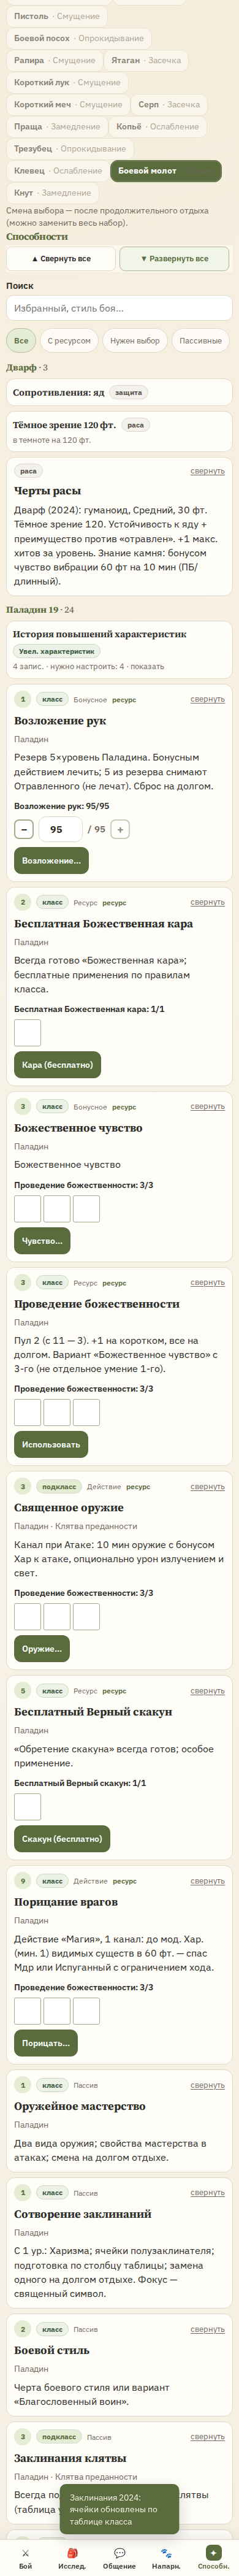 Пистоль · Смущение
Боевой посох · Опрокидывание
Рапира · Смущение Ятаган · Засечка
Короткий лук · Смущение
Короткий меч · Смущение Серп · Засечка
Праща · Замедление Копьё · Ослабление
Трезубец · Опрокидывание
Клевец · Ослабление Боевой молот
Кнут · Замедление
Смена выбора — после продолжительного отдыха
(можно заменить весь набор).
Способности
▲ Свернуть все ▼ Развернуть все
Поиск
Избранный, стиль боя...
Все С ресурсом Нужен выбор Пассивные
Дварф · 3
Сопротивления: яд защита
Тёмное зрение 120 фт. раса
в темноте на 120 фт.
раса свернуть
Черты расы
Дварф (2024): гуманоид, Средний, 30 фт.
Тёмное зрение 120. Устойчивость к яду +
преимущество против «отравлен». +1 макс.
хитов за уровень. Знание камня: бонусом
чувство вибрации 60 фт на 10 мин (ПБ/
длинный).
Паладин 19 · 24
История повышений характеристик
Увел. характеристик
4 запис. · нужно настроить: 4 · показать
1 класс Бонусное ресурс свернуть
Возложение рук
Паладин
Резерв 5×уровень Паладина. Бонусным
действием лечить; 5 из резерва снимают
Отравленного (не лечат). Сброс на долгом.
Возложение рук: 95/95
− 95 / 95 +
Возложение...
2 класс Ресурс ресурс свернуть
Бесплатная Божественная кара
Паладин
Всегда готово «Божественная кара»;
бесплатные применения по правилам
класса.
Бесплатная Божественная кара: 1/1
Кара (бесплатно)
3 класс Бонусное ресурс свернуть
Божественное чувство
Паладин
Божественное чувство
Проведение божественности: 3/3
Чувство...
3 класс Ресурс ресурс свернуть
Проведение божественности
Паладин
Пул 2 (с 11 — 3). +1 на коротком, все на
долгом. Вариант «Божественное чувство» с
3-го (не отдельное умение 1-го).
Проведение божественности: 3/3
Использовать
3 подкласс Действие ресурс свернуть
Священное оружие
Паладин · Клятва преданности
Канал при Атаке: 10 мин оружие с бонусом
Хар к атаке, опционально урон излучением и
свет.
Проведение божественности: 3/3
Оружие...
5 класс Ресурс ресурс свернуть
Бесплатный Верный скакун
Паладин
«Обретение скакуна» всегда готов; особое
применение.
Бесплатный Верный скакун: 1/1
Скакун (бесплатно)
9 класс Действие ресурс свернуть
Порицание врагов
Паладин
Действие «Магия», 1 канал: до мод. Хар.
(мин. 1) видимых существ в 60 фт. — спас
Мдр или Испуганный с ограничением хода.
Проведение божественности: 3/3
Порицать...
1 класс Пассив свернуть
Оружейное мастерство
Паладин
Два вида оружия; свойства мастерства в
атаках; смена на долгом отдыхе.
1 класс Пассив свернуть
Сотворение заклинаний
Паладин
С 1 ур.: Харизма; ячейки полузаклинателя;
подготовка по столбцу таблицы; замена
одного на долгом отдыхе. Фокус —
священный символ.
2 класс Пассив свернуть
Боевой стиль
Паладин
Черта боевого стиля или вариант
«Благословенный воин».
3 подкласс Пассив свернуть
Заклинания клятвы
Паладин · Клятва преданности
Всегда
(таблица
Заклинания 2024:
ячейки обновлены по
таблице класса
Бой Исслед. Общение Напарн. Способн.